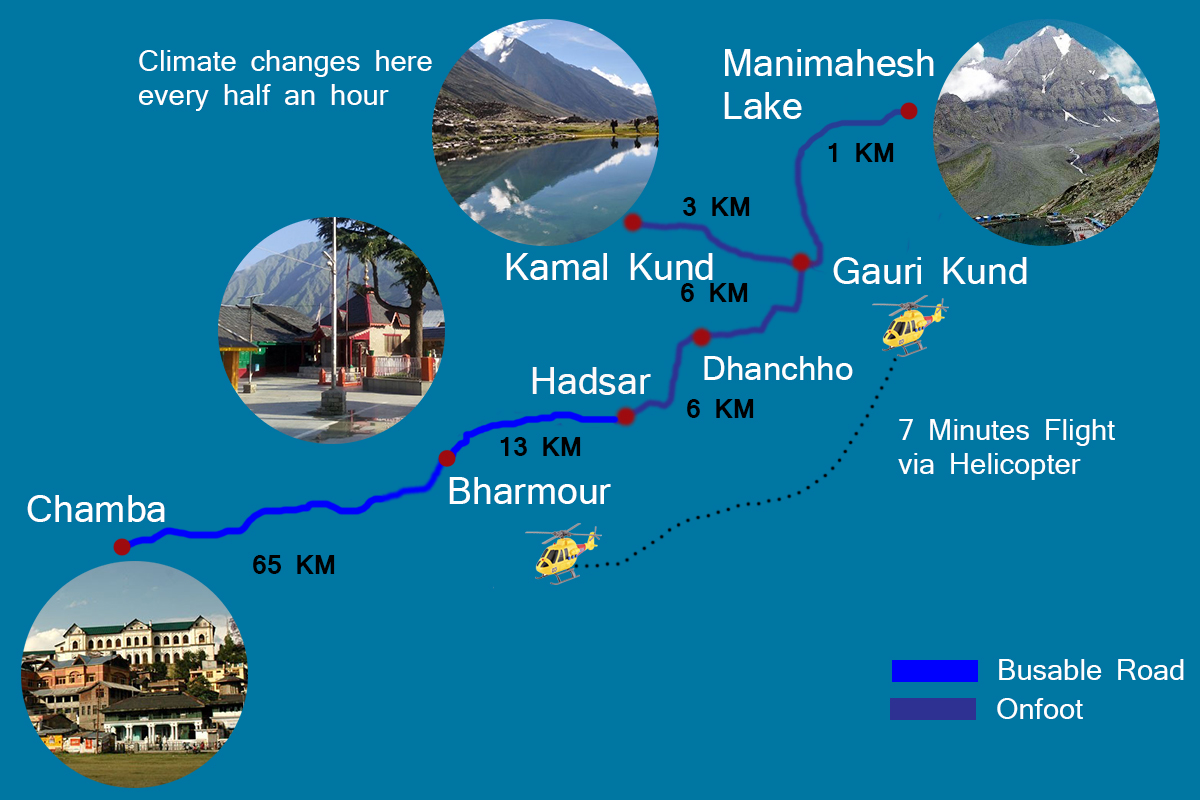 Climate changes here
every half an hour
Manimahesh
Lake
1 KM
3 KM
Kamal Kund
Gauri Kund
6 KM
Dhanchho
Hadsar
6 KM
7 Minutes Flight
via Helicopter
13 KM
Bharmour
Chamba
65 KM
Busable Road
Onfoot